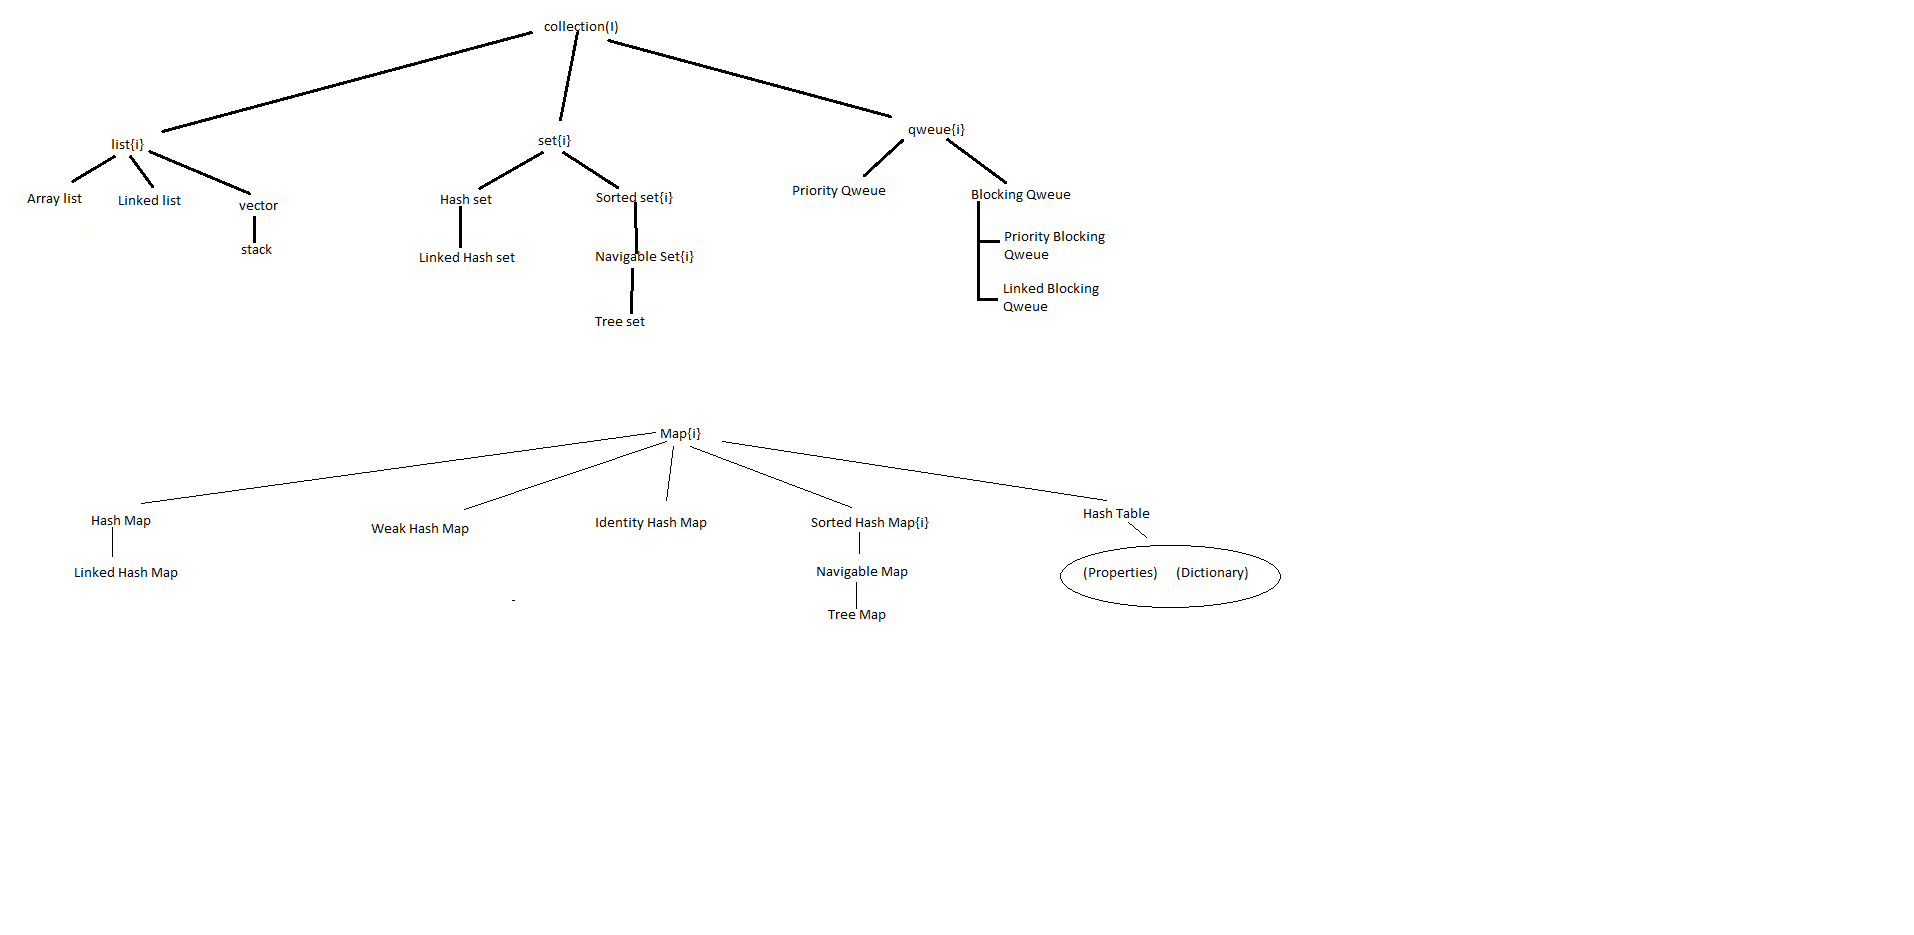 collection(I)
list{i}
set{i}
qweue{i}
Array list
Linked list
vector
stack
Hash set
Linked Hash set
Sorted set{i}
Navigable Set{i}
Tree set
Priority Qweue
Blocking Qweue
Priority Blocking
Qweue
Linked Blocking
Qweue
Map{i}
Hash Map
Linked Hash Map
Weak Hash Map
Identity Hash Map
Sorted Hash Map{i}
Navigable Map
Tree Map
Hash Table
(Properties) (Dictionary)